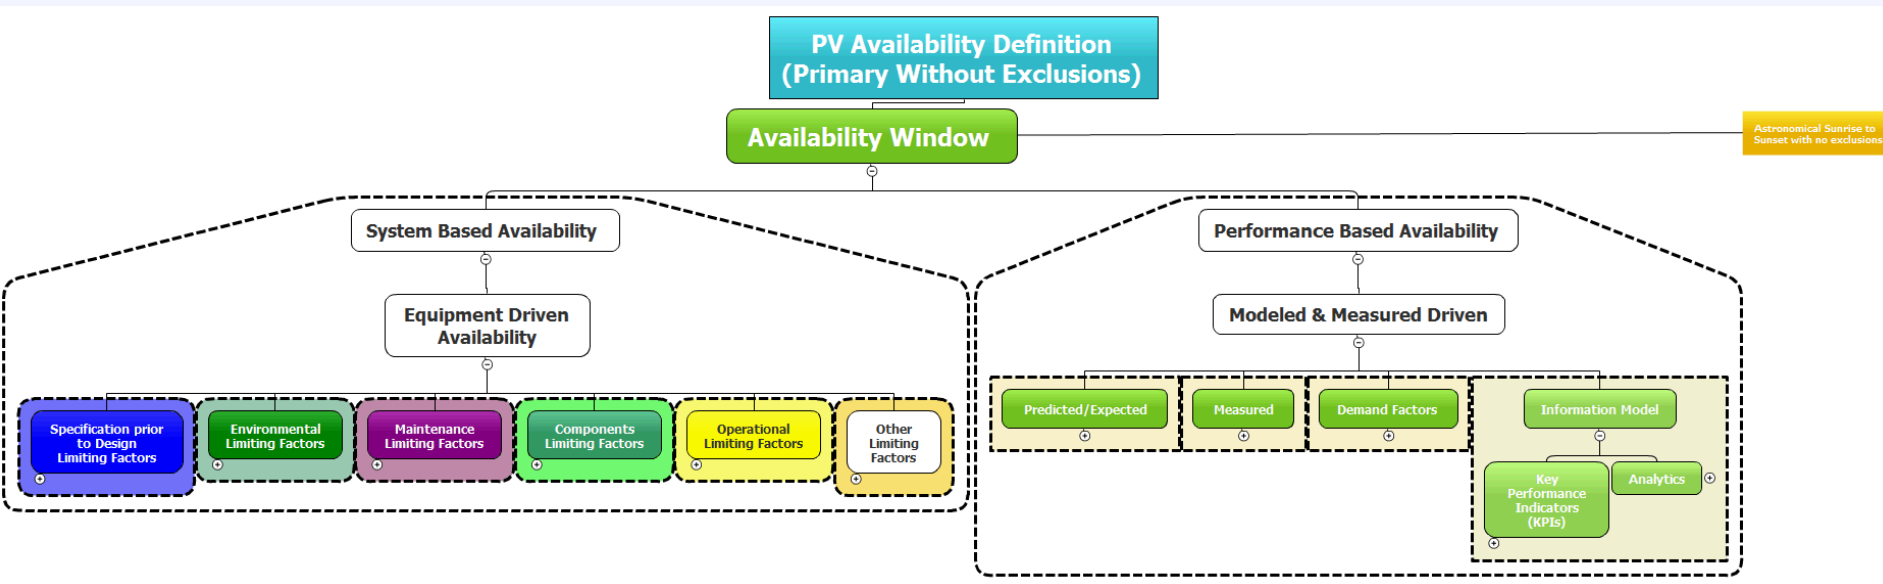 PV Availability Definition
(Primary Without Exclusions)
Availability Window
Astronomical Sunrise to
Sunset with no exclusions
System Based Availability
Performance Based Availability
Equipment Driven
Availability
Modeled & Measured Driven
Specification prior
to Design
Limiting Factors
Environmental
Limiting Factors
Maintenance
Limiting Factors
Components
Limiting Factors
Operational
Limiting Factors
Other
Limiting
Factors
Predicted/Expected
Measured
Demand Factors
Information Model
Key
Performance
Indicators
(KPIs)
Analytics